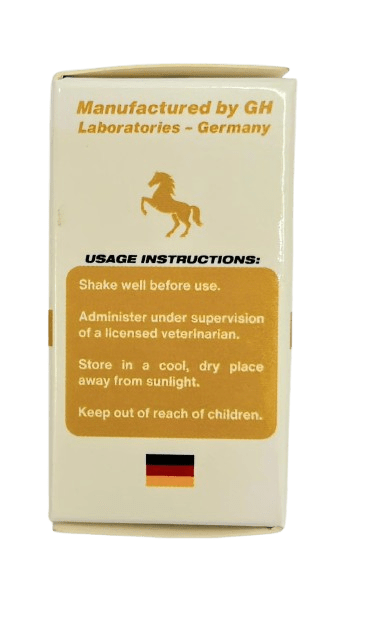 Manufactured by GH
Laboratories - Germany
USAGE INSTRUCTIONS:
Shake well before use.
Administer under supervision
of a licensed veterinarian.
Store in a cool, dry place
away from sunlight.
Keep out of reach of children.